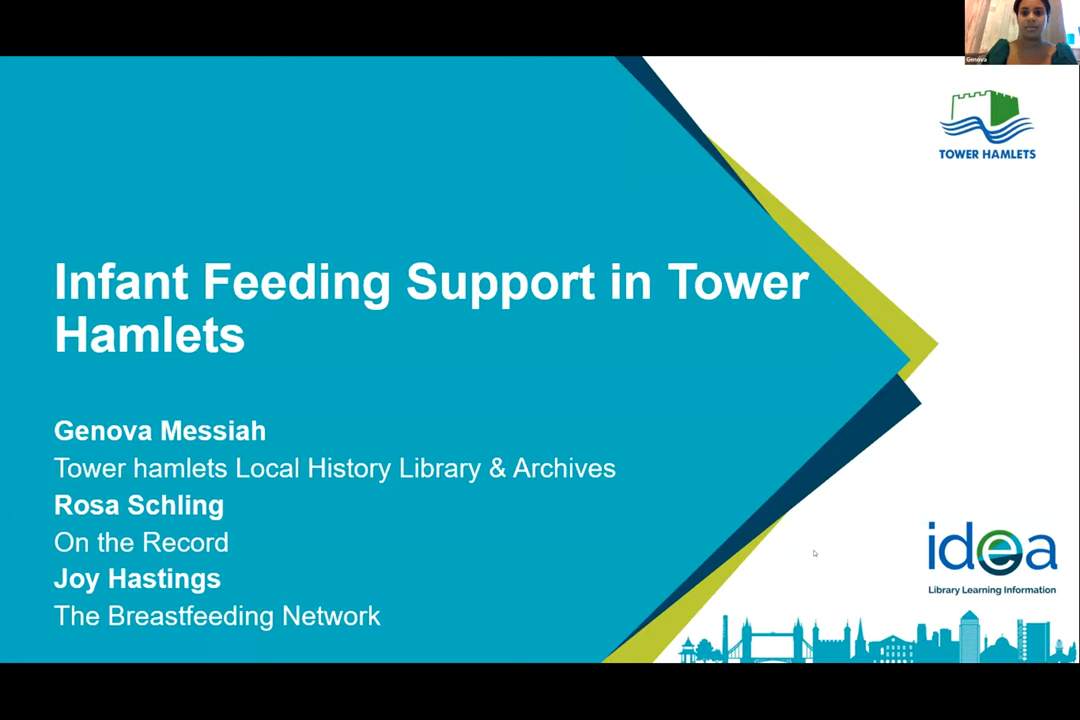 Genova
TOWER HAMLETS
Infant Feeding Support in Tower
Hamlets
Genova Messiah
Tower hamlets Local History Library & Archives
Rosa Schling
On the Record
Joy Hastings
The Breastfeeding Network
idea
Library Learning Information